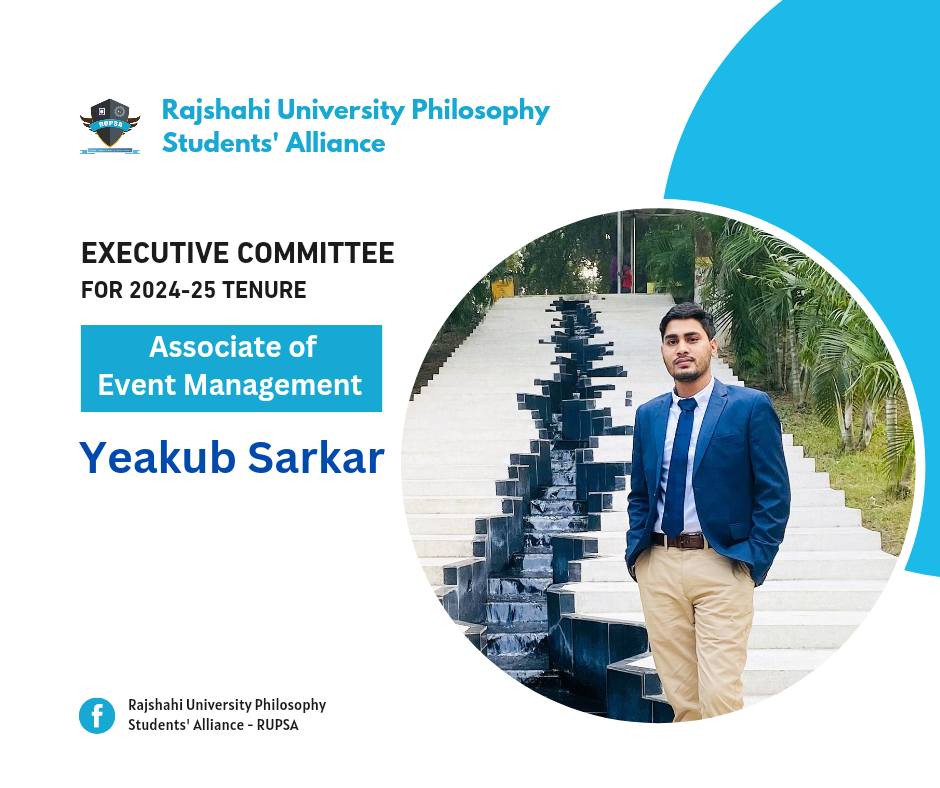 RUPSA
Rajshahi University Philosophy
Students' Alliance
EXECUTIVE COMMITTEE
FOR 2024-25 TENURE
Associate of
Event Management
Yeakub Sarkar
Rajshahi University Philosophy
Students' Alliance - RUPSA